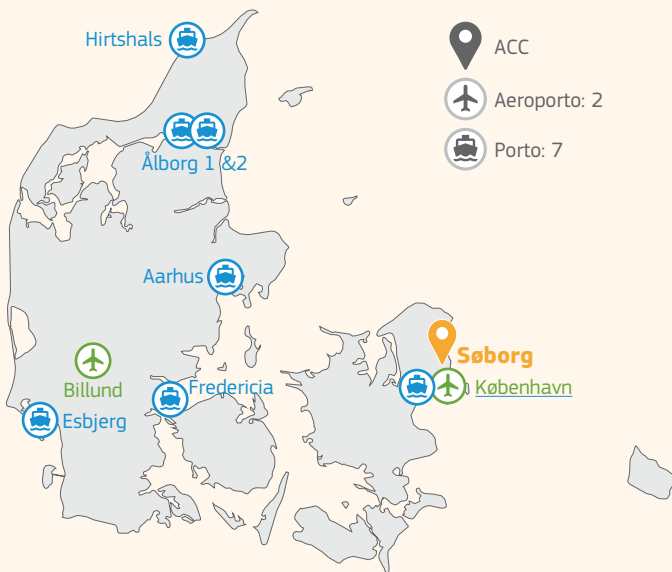 Hirtshals
ACC
Aeroporto: 2
Porto: 7
Ålborg 1 &2
Aarhus
Søborg
Billund
Fredericia
København
Esbjerg